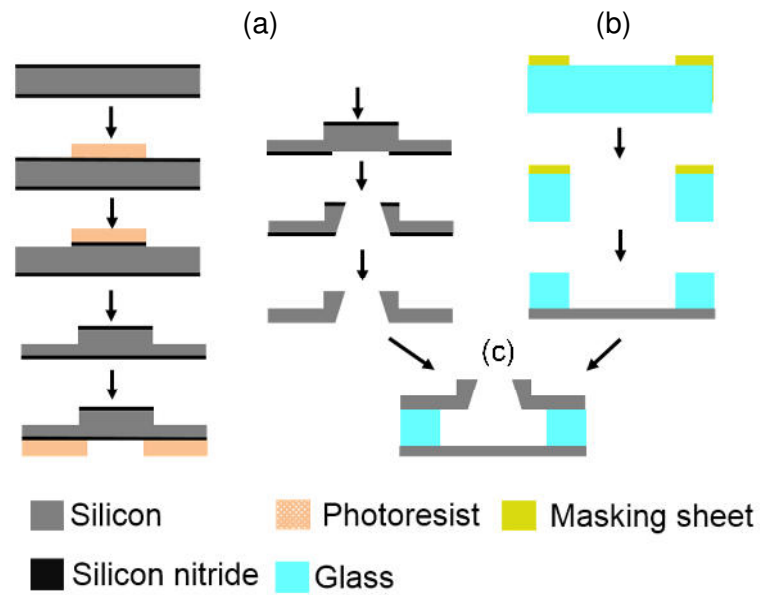 (a)
(b)
(c)
Silicon
Photoresist
Masking sheet
Silicon nitride
Glass